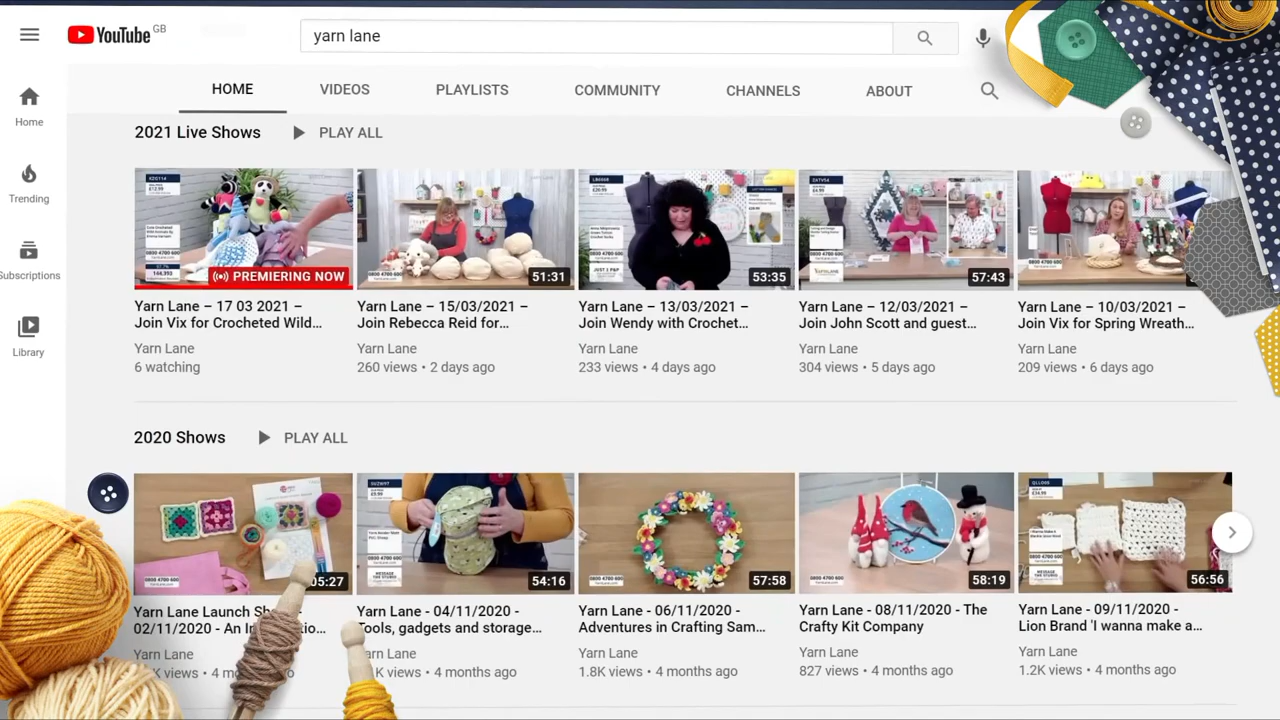 YouTube GB
yarn lane
HOME VIDEOS PLAYLISTS COMMUNITY CHANNELS ABOUT
Home
Trending
Subscriptions
Library
2021 Live Shows PLAY ALL
PREMIERING NOW 51:31 53:35 57:43
Yarn Lane – 17 03 2021 –
Join Vix for Crocheted Wild...
Yarn Lane
6 watching
Yarn Lane – 15/03/2021 –
Join Rebecca Reid for...
Yarn Lane
260 views • 2 days ago
Yarn Lane – 13/03/2021 –
Join Wendy with Crochet...
Yarn Lane
233 views • 4 days ago
Yarn Lane – 12/03/2021 –
Join John Scott and guest...
Yarn Lane
304 views • 5 days ago
Yarn Lane – 10/03/2021 –
Join Vix for Spring Wreath...
Yarn Lane
209 views • 6 days ago
2020 Shows PLAY ALL
05:27 54:16 57:58 58:19 56:56
Yarn Lane Launch
02/11/2020 - An
Yarn Lane
Yarn Lane - 04/11/2020 -
Tools, gadgets and storage...
Lane
K views • 4 months ago
Yarn Lane - 06/11/2020 -
Adventures in Crafting Sam...
Yarn Lane
1.8K views • 4 months ago
Yarn Lane - 08/11/2020 - The
Crafty Kit Company
Yarn Lane
827 views • 4 months ago
Yarn Lane - 09/11/2020 -
Lion Brand 'I wanna make a...
Yarn Lane
1.2K views • 4 months ago